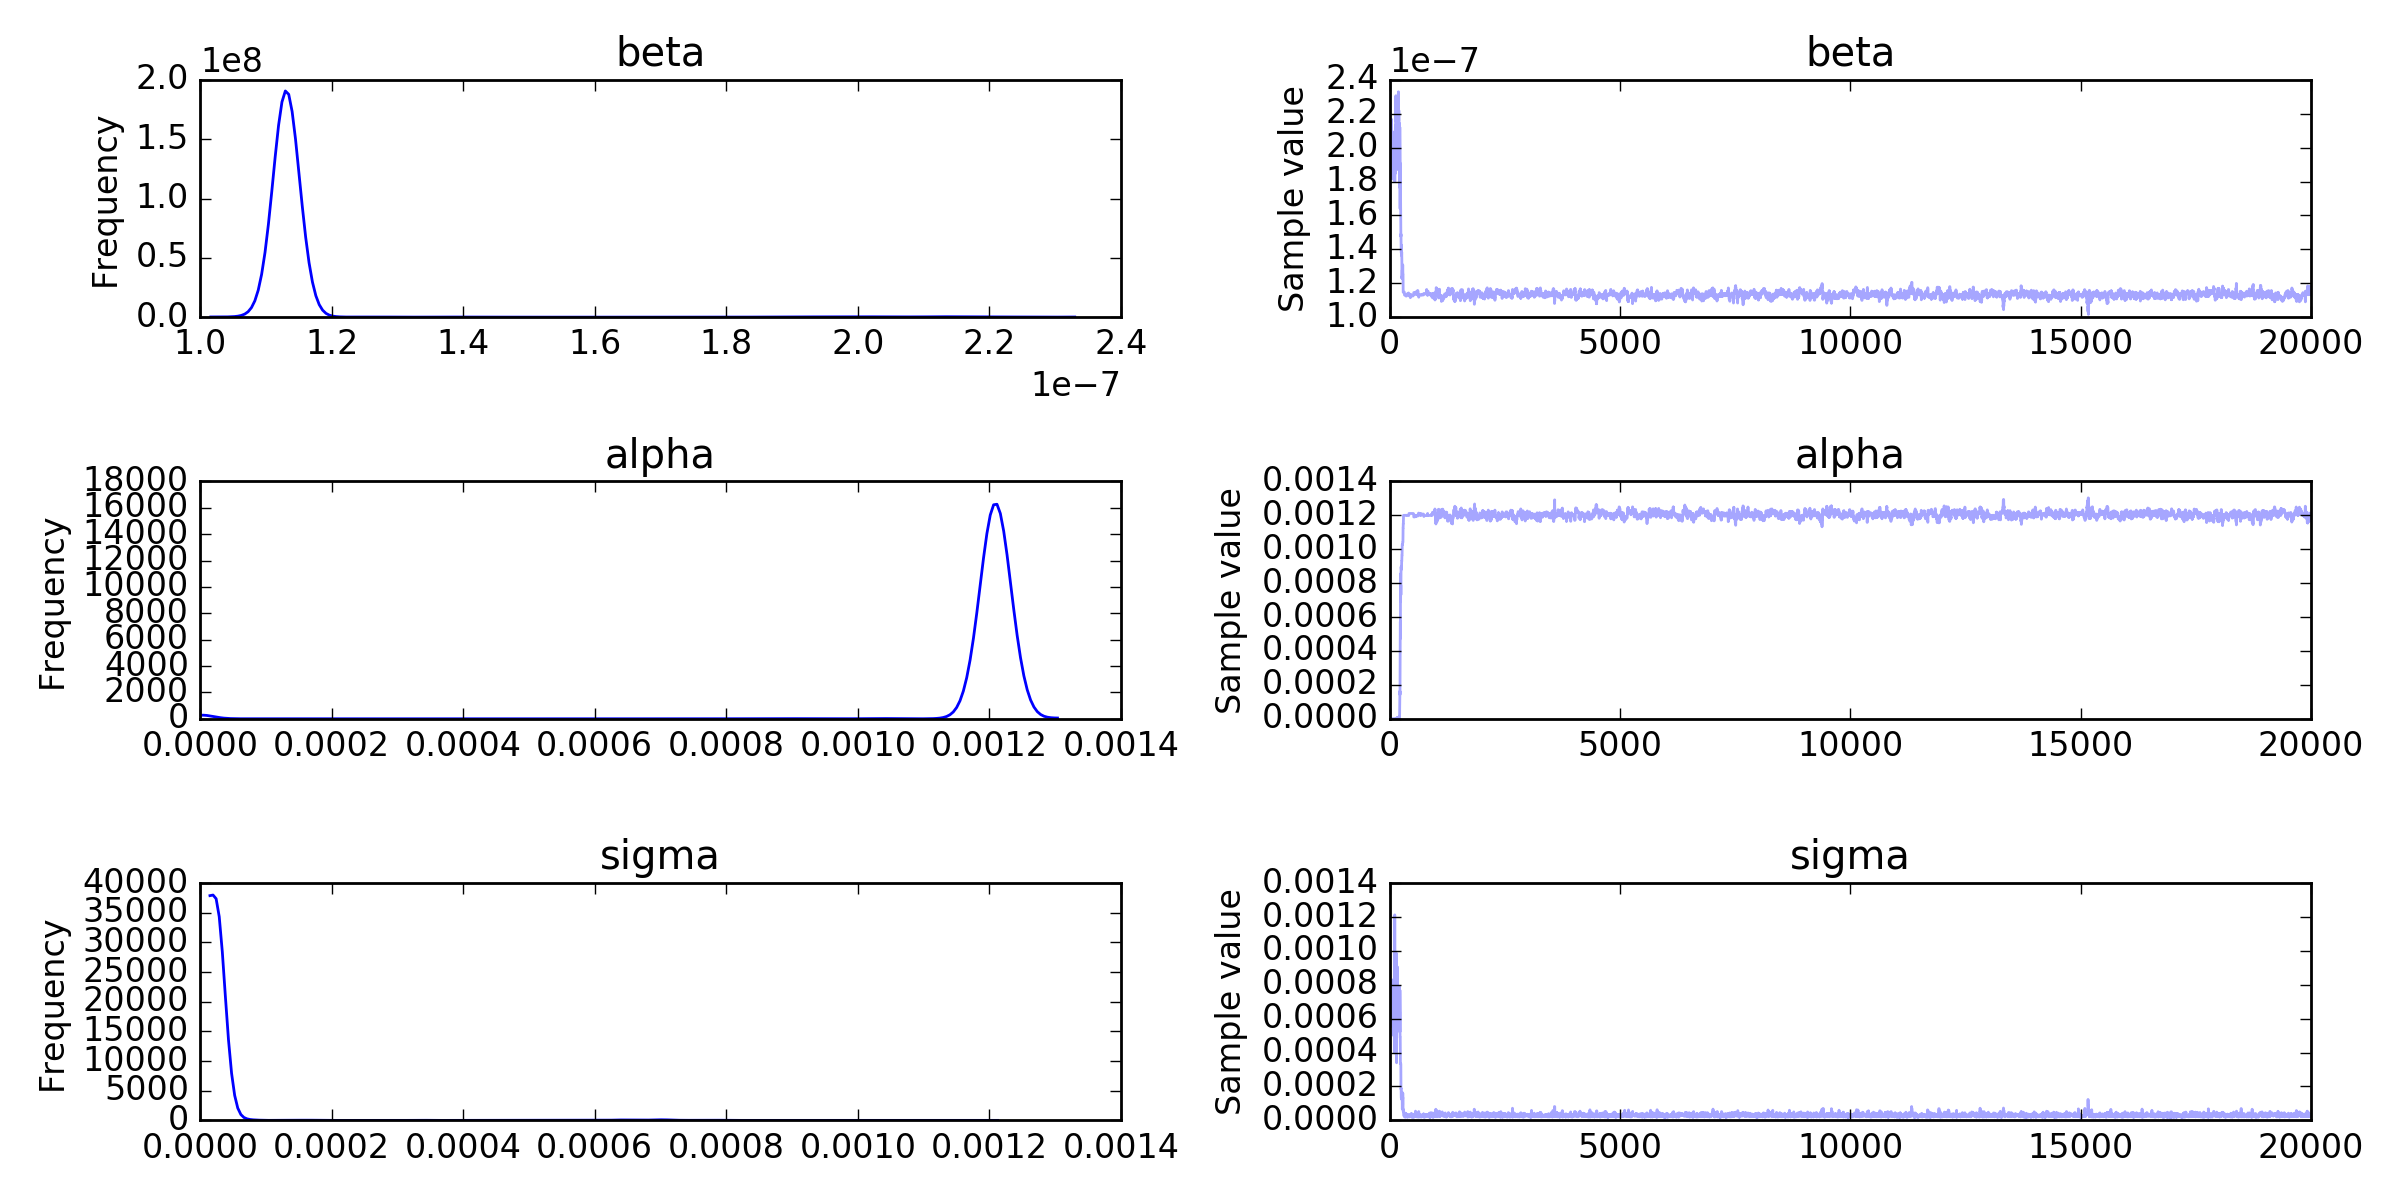 beta
1e8
Frequency
2.0
1.5
1.0
0.5
0.0
1.0 1.2 1.4 1.6 1.8 2.0 2.2 2.4
1e−7
beta
1e−7
Sample value
2.4
2.2
2.0
1.8
1.6
1.4
1.2
1.0
0 5000 10000 15000 20000
alpha
Frequency
18000
16000
14000
12000
10000
8000
6000
4000
2000
0
0.0000 0.0002 0.0004 0.0006 0.0008 0.0010 0.0012 0.0014
alpha
Sample value
0.0014
0.0012
0.0010
0.0008
0.0006
0.0004
0.0002
0.0000
0 5000 10000 15000 20000
sigma
Frequency
40000
35000
30000
25000
20000
15000
10000
5000
0
0.0000 0.0002 0.0004 0.0006 0.0008 0.0010 0.0012 0.0014
sigma
Sample value
0.0014
0.0012
0.0010
0.0008
0.0006
0.0004
0.0002
0.0000
0 5000 10000 15000 20000